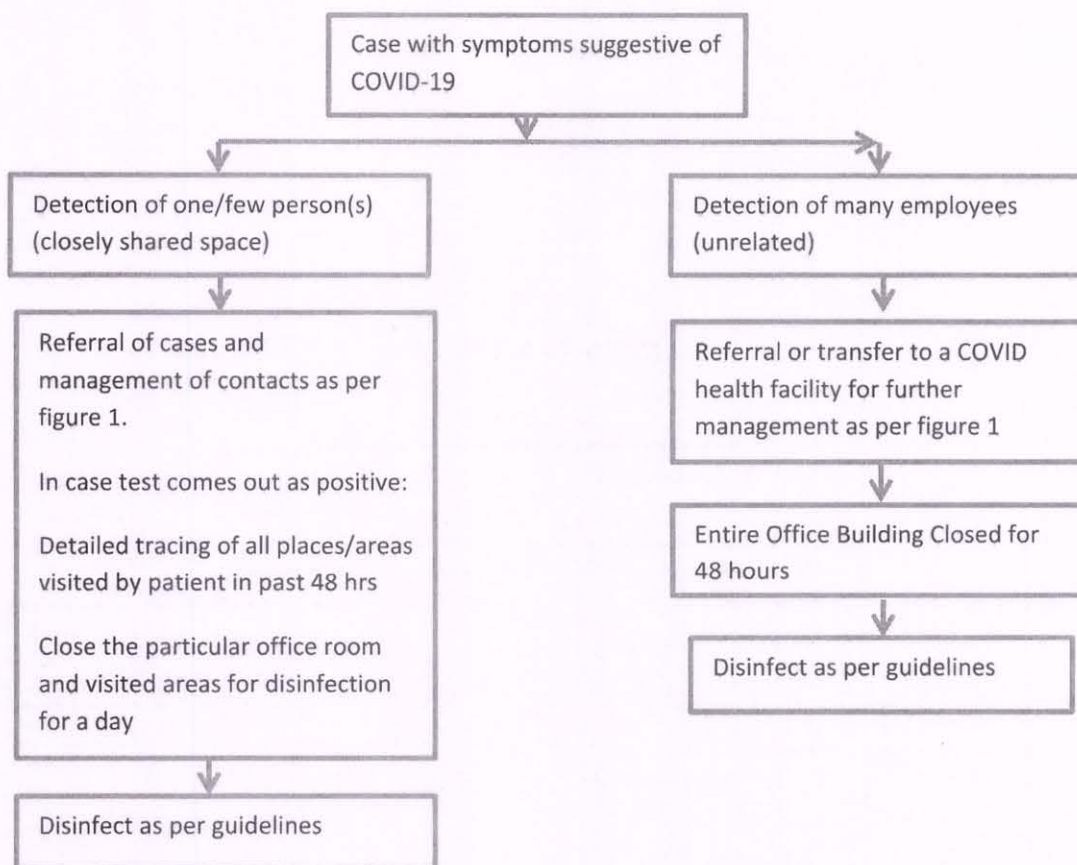 Case with symptoms suggestive of
COVID-19
Detection of one/few person(s)
(closely shared space)
Referral of cases and
management of contacts as per
figure 1.
In case test comes out as positive:
Detailed tracing of all places/areas
visited by patient in past 48 hrs
Close the particular office room
and visited areas for disinfection
for a day
Disinfect as per guidelines
Detection of many employees
(unrelated)
Referral or transfer to a COVID
health facility for further
management as per figure 1
Entire Office Building Closed for
48 hours
Disinfect as per guidelines